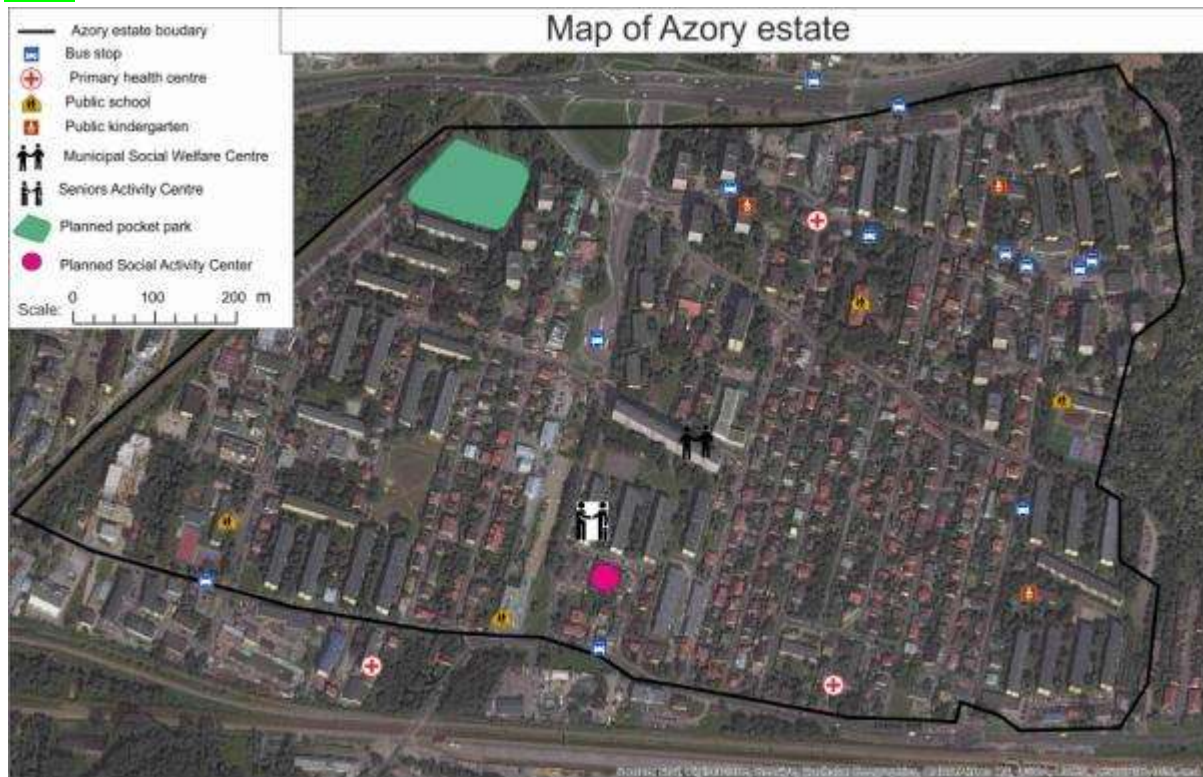 Map of Azory estate
Azory estate boudary
Bus stop
Primary health centre
Public school
Public kindergarten
Municipal Social Welfare Centre
Seniors Activity Centre
Planned pocket park
Planned Social Activity Center
Scale: 0 100 200 m